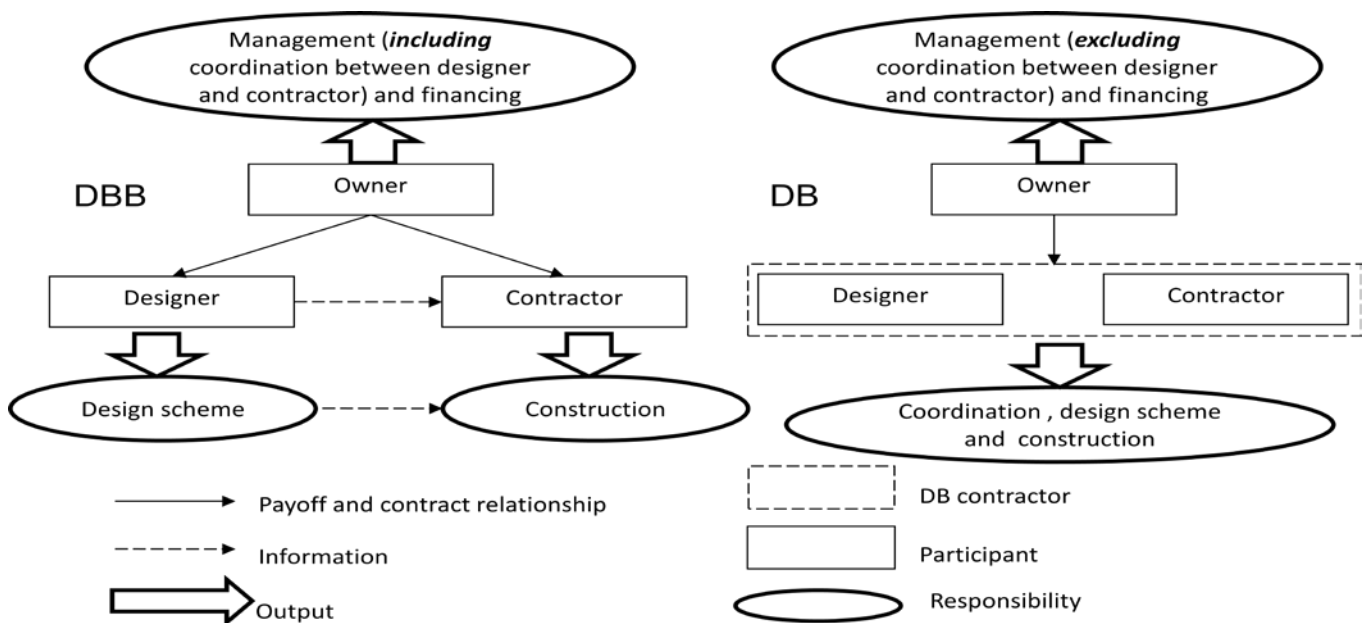 Management (including
coordination between designer
and contractor) and financing
Owner
DBB
Designer
Contractor
Design scheme
Construction
Payoff and contract relationship
Information
Output
Management (excluding
coordination between designer
and contractor) and financing
Owner
DB
Designer
Contractor
Coordination , design scheme
and construction
DB contractor
Participant
Responsibility